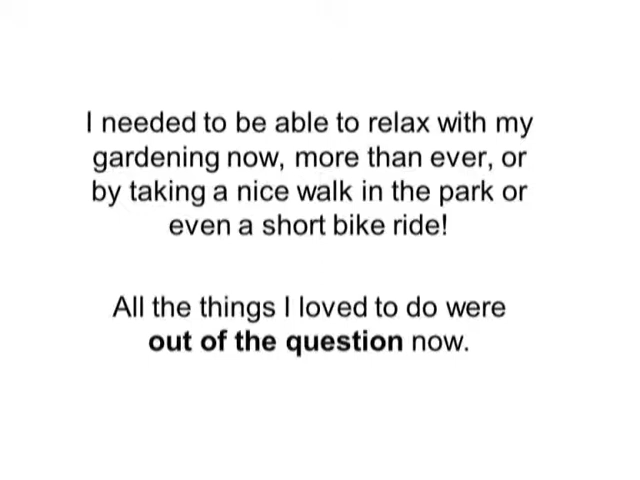 I needed to be able to relax with my
gardening now, more than ever, or
by taking a nice walk in the park or
even a short bike ride!
All the things I loved to do were
out of the question now.